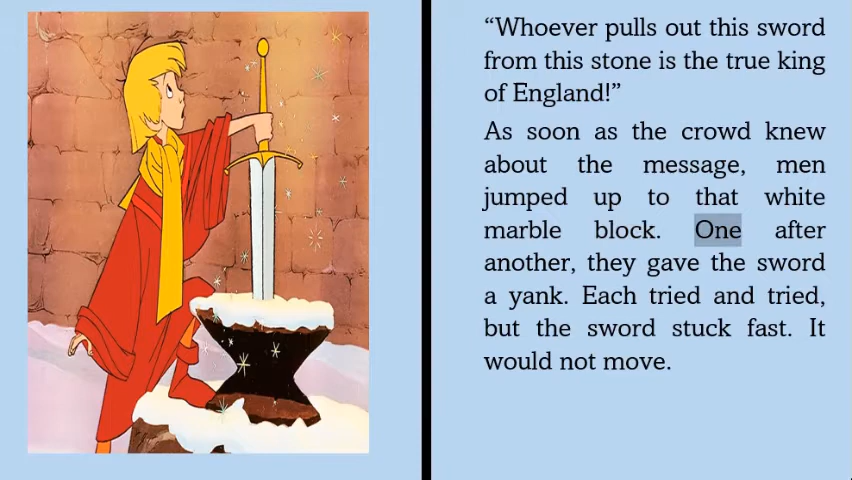 “Whoever pulls out this sword
from this stone is the true king
of England!”
As soon as the crowd knew
about the message, men
jumped up to that white
marble block. One after
another, they gave the sword
a yank. Each tried and tried,
but the sword stuck fast. It
would not move.